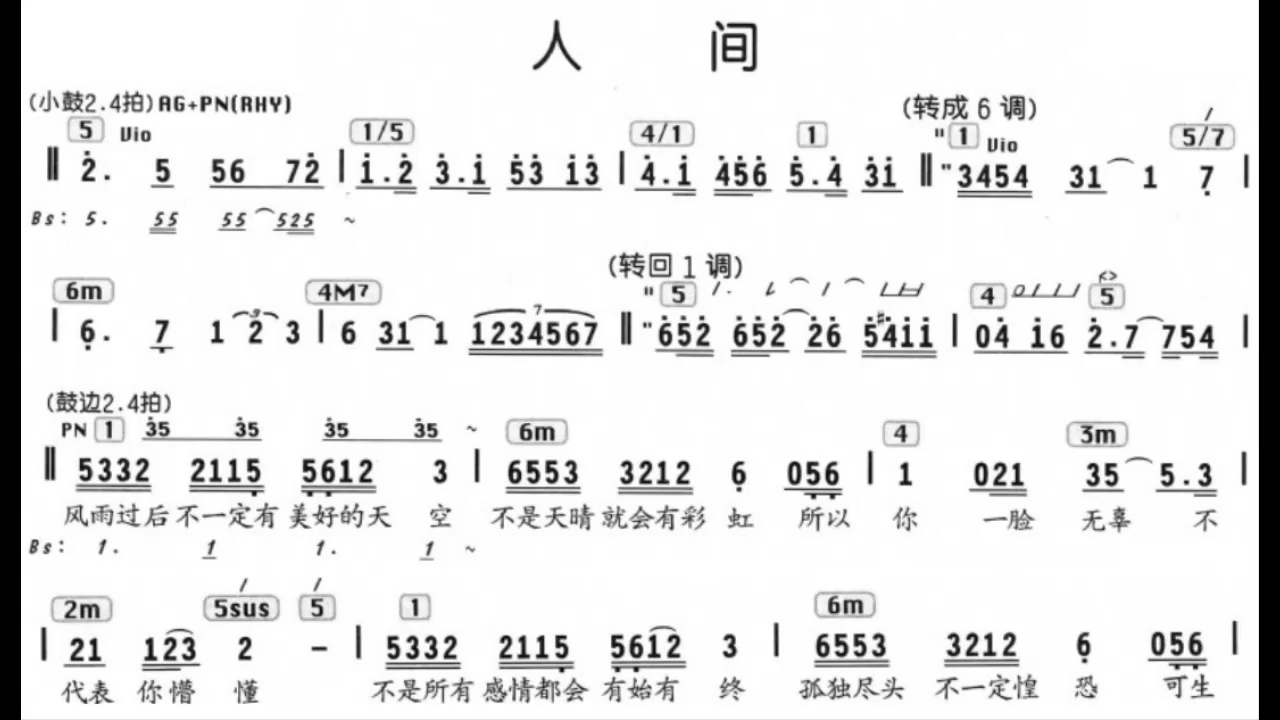 人 间
(小鼓2.4拍) AG+PN(RHY) (转成 6 调)
5 Vio 1/5 4/1 1 " 1 Vio 5/7
‖ 2. 5 56 72 | 1.2 3.1 53 13 | 4.1 456 5.4 31 ‖ " 3454 31 1 7 |
Bs: 5. 55 55 525 ~
(转回 1 调)
6m 4M7 " 5 4 5
| 6. 7 1 2 3 | 6 31 1 1234567 ‖ " 652 652 26 5#411 | 04 16 2.7 754 |
(鼓边2.4拍)
PN 1 35 35 35 35 ~ 6m 4 3m
‖ 5332 2115 5612 3 | 6553 3212 6 056 | 1 021 35 5.3 |
风雨过后 不一定有 美好的天 空 不是天晴 就会有彩 虹 所以 你 一脸 无辜 不
Bs: 1. 1 1. 1 ~
2m 5sus 5 1 6m
| 21 123 2 – | 5332 2115 5612 3 | 6553 3212 6 056 |
代表 你懵 懂 不是所有 感情都会 有始有 终 孤独尽头 不一定惶 恐 可生